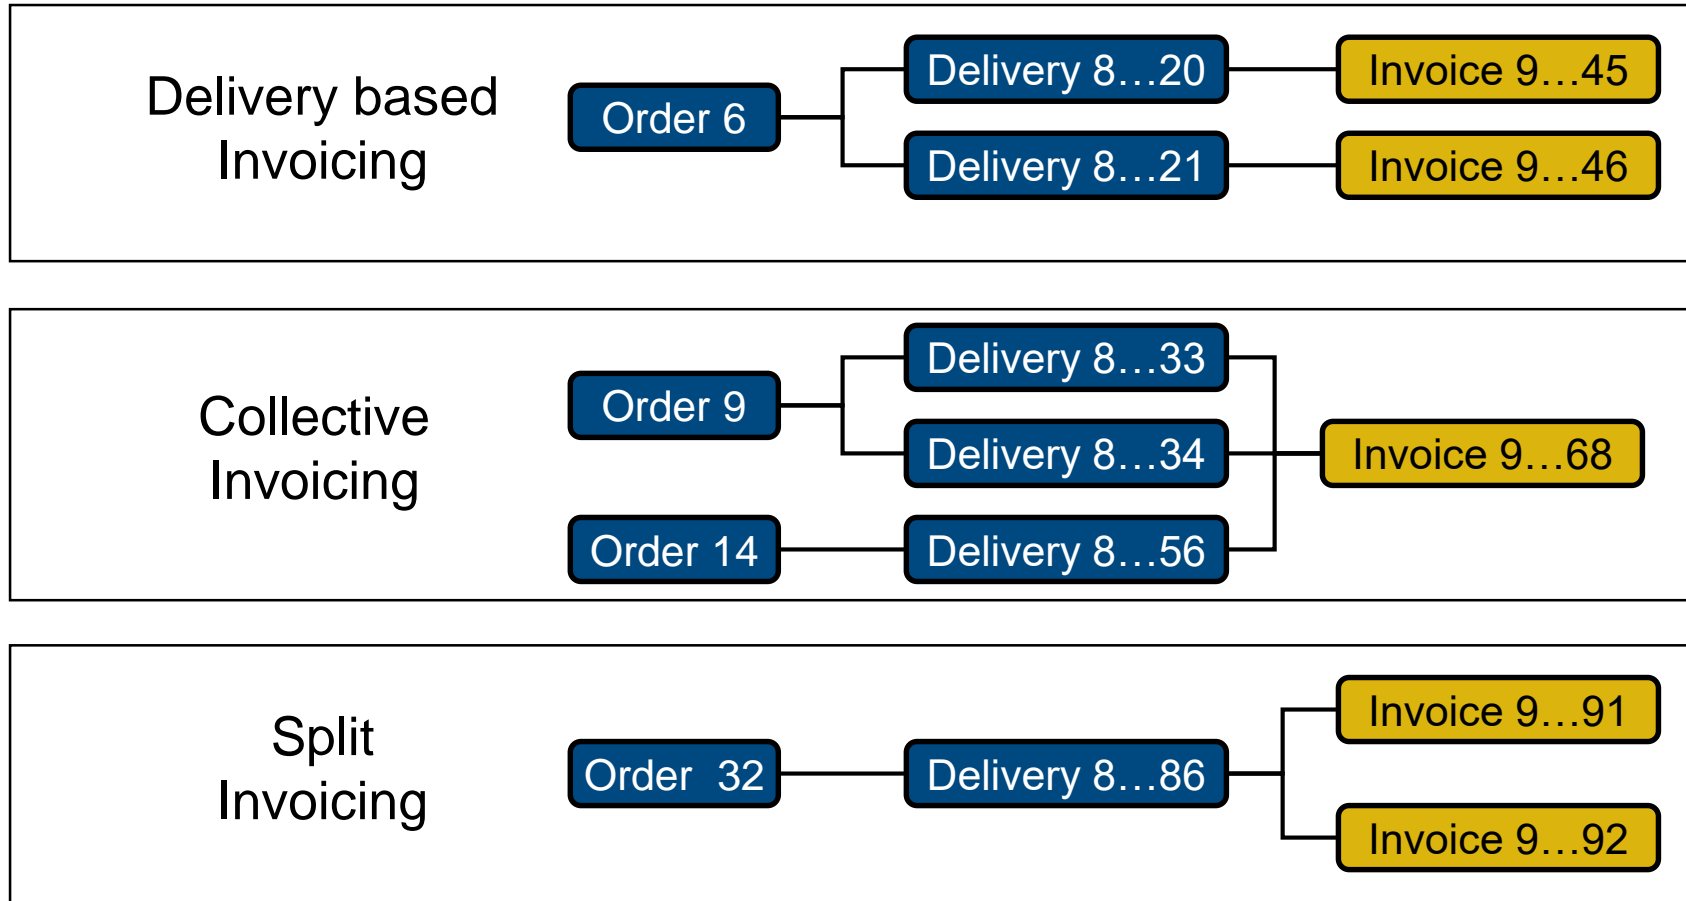 Delivery based
Invoicing
Order 6
Delivery 8…20
Invoice 9…45
Delivery 8…21
Invoice 9…46
Collective
Invoicing
Order 9
Delivery 8…33
Delivery 8…34
Invoice 9…68
Order 14
Delivery 8…56
Split
Invoicing
Order 32
Delivery 8…86
Invoice 9…91
Invoice 9…92